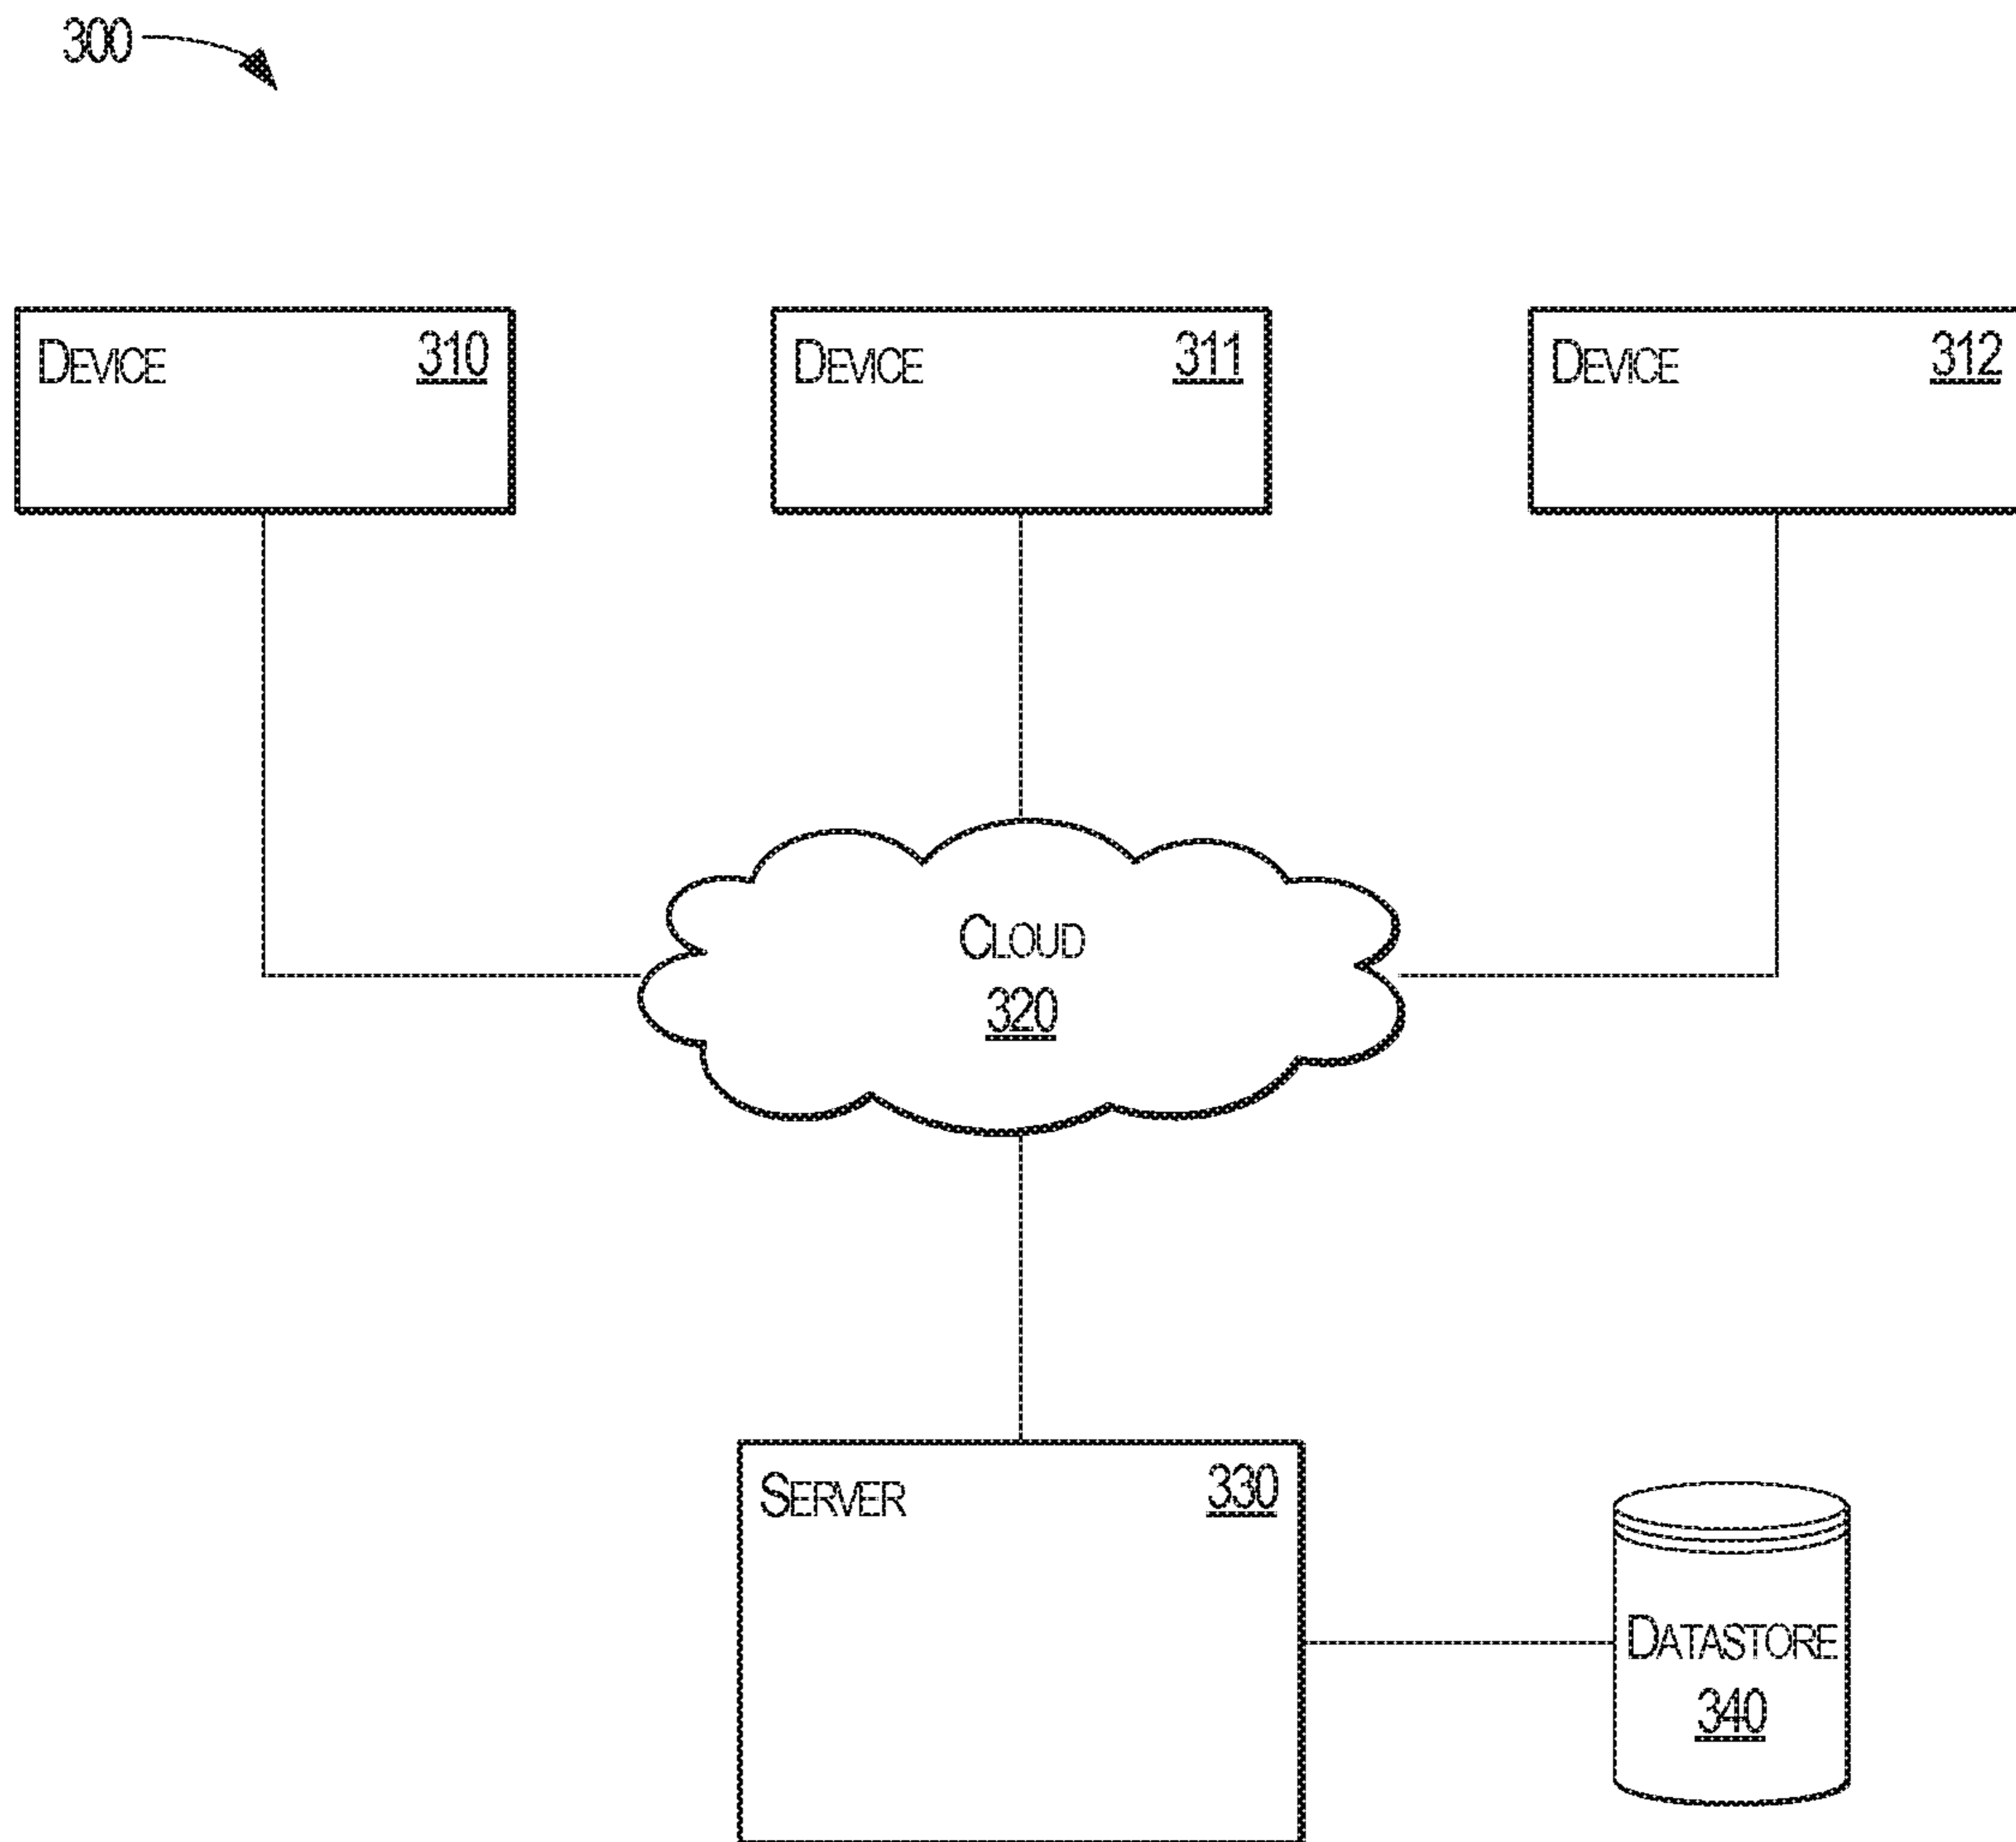 300
DEVICE 310
DEVICE 311
DEVICE 312
CLOUD
320
SERVER 330
DATASTORE
340